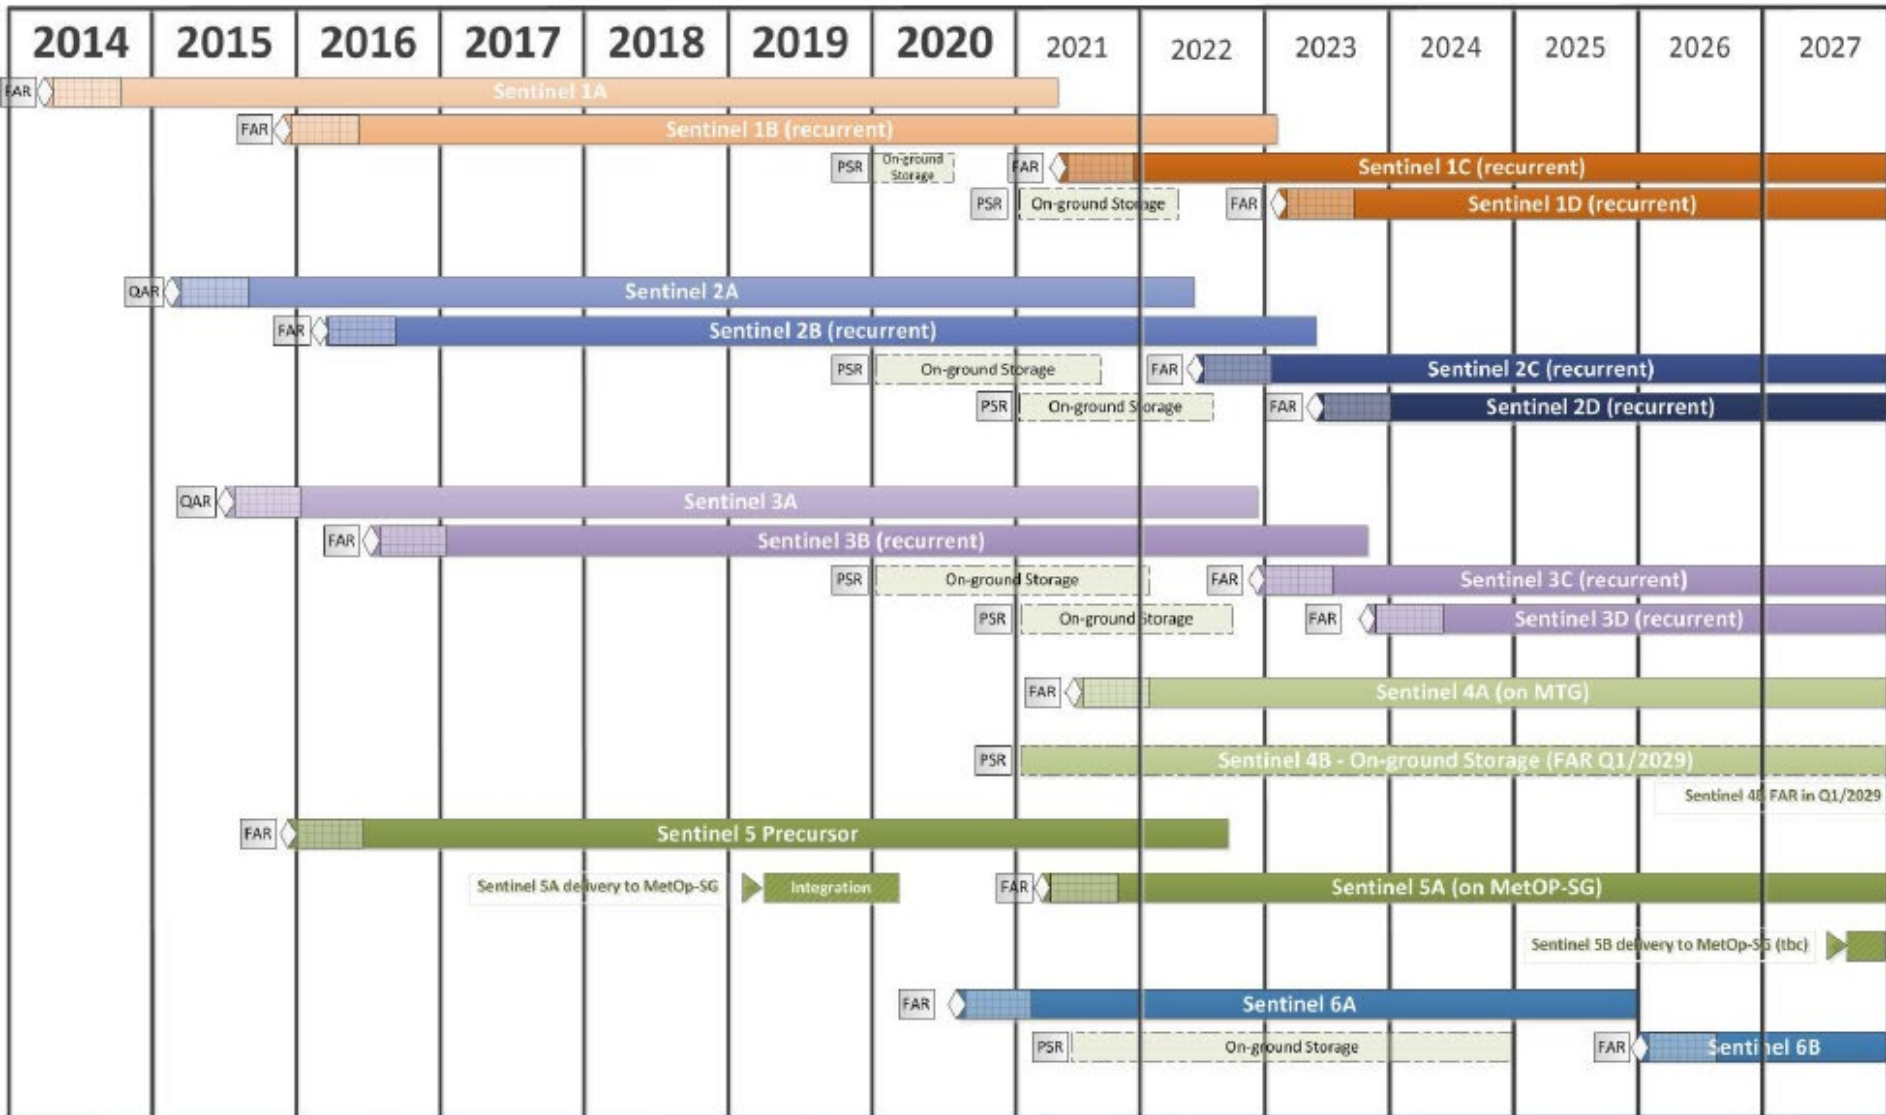 2014 2015 2016 2017 2018 2019 2020 2021 2022 2023 2024 2025 2026 2027
FAR Sentinel 1A
FAR Sentinel 1B (recurrent)
PSR On-ground
Storage
FAR Sentinel 1C (recurrent)
PSR On-ground Storage FAR Sentinel 1D (recurrent)
QAR Sentinel 2A
FAR Sentinel 2B (recurrent)
PSR On-ground Storage FAR Sentinel 2C (recurrent)
PSR On-ground Storage FAR Sentinel 2D (recurrent)
QAR Sentinel 3A
FAR Sentinel 3B (recurrent)
PSR On-ground Storage FAR Sentinel 3C (recurrent)
PSR On-ground Storage FAR Sentinel 3D (recurrent)
FAR Sentinel 4A (on MTG)
PSR Sentinel 4B - On-ground Storage (FAR Q1/2029)
Sentinel 4B FAR in Q1/2029
FAR Sentinel 5 Precursor
Sentinel 5A delivery to MetOp-SG Integration FAR Sentinel 5A (on MetOP-SG)
Sentinel 5B delivery to MetOp-SG (tbc)
FAR Sentinel 6A
PSR On-ground Storage FAR Sentinel 6B